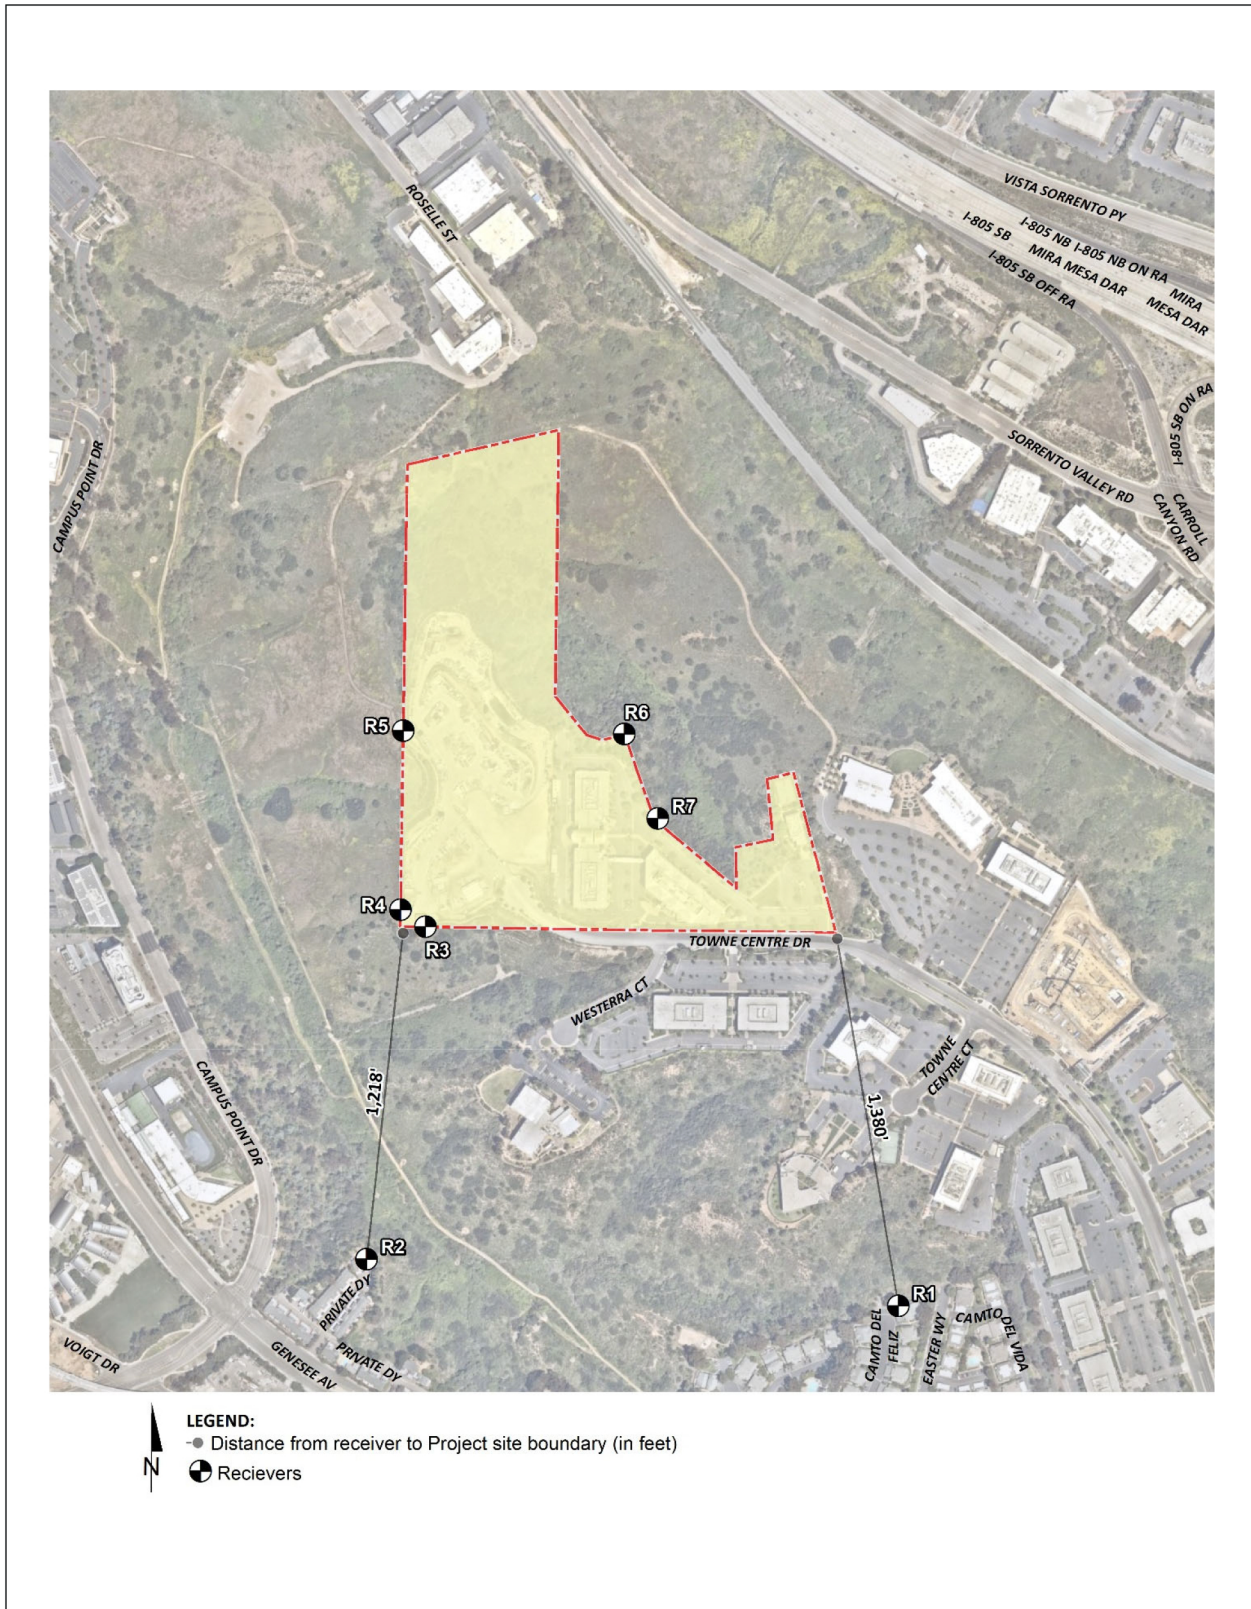 ROSELLE ST
VISTA SORRENTO PY
I-805 SB
I-805 NB
I-805 NB ON RA
MIRA MESA DAR
MIRA
MESA DAR
I-805 SB OFF RA
I-805 SB ON RA
SORRENTO VALLEY RD
CARROLL
CANYON RD
CAMPUS POINT DR
R5
R6
R7
R4
R3
TOWNE CENTRE DR
WESTERRA CT
TOWNE
CENTRE CT
1,218'
1,380'
CAMPUS POINT DR
R2
PRIVATE DY
R1
CAMTO DEL
FELIZ
EASTER WY
CAMTO
DEL VIDA
VOIGT DR
GENESEE AV
PRIVATE DY
N
LEGEND:
Distance from receiver to Project site boundary (in feet)
Recievers